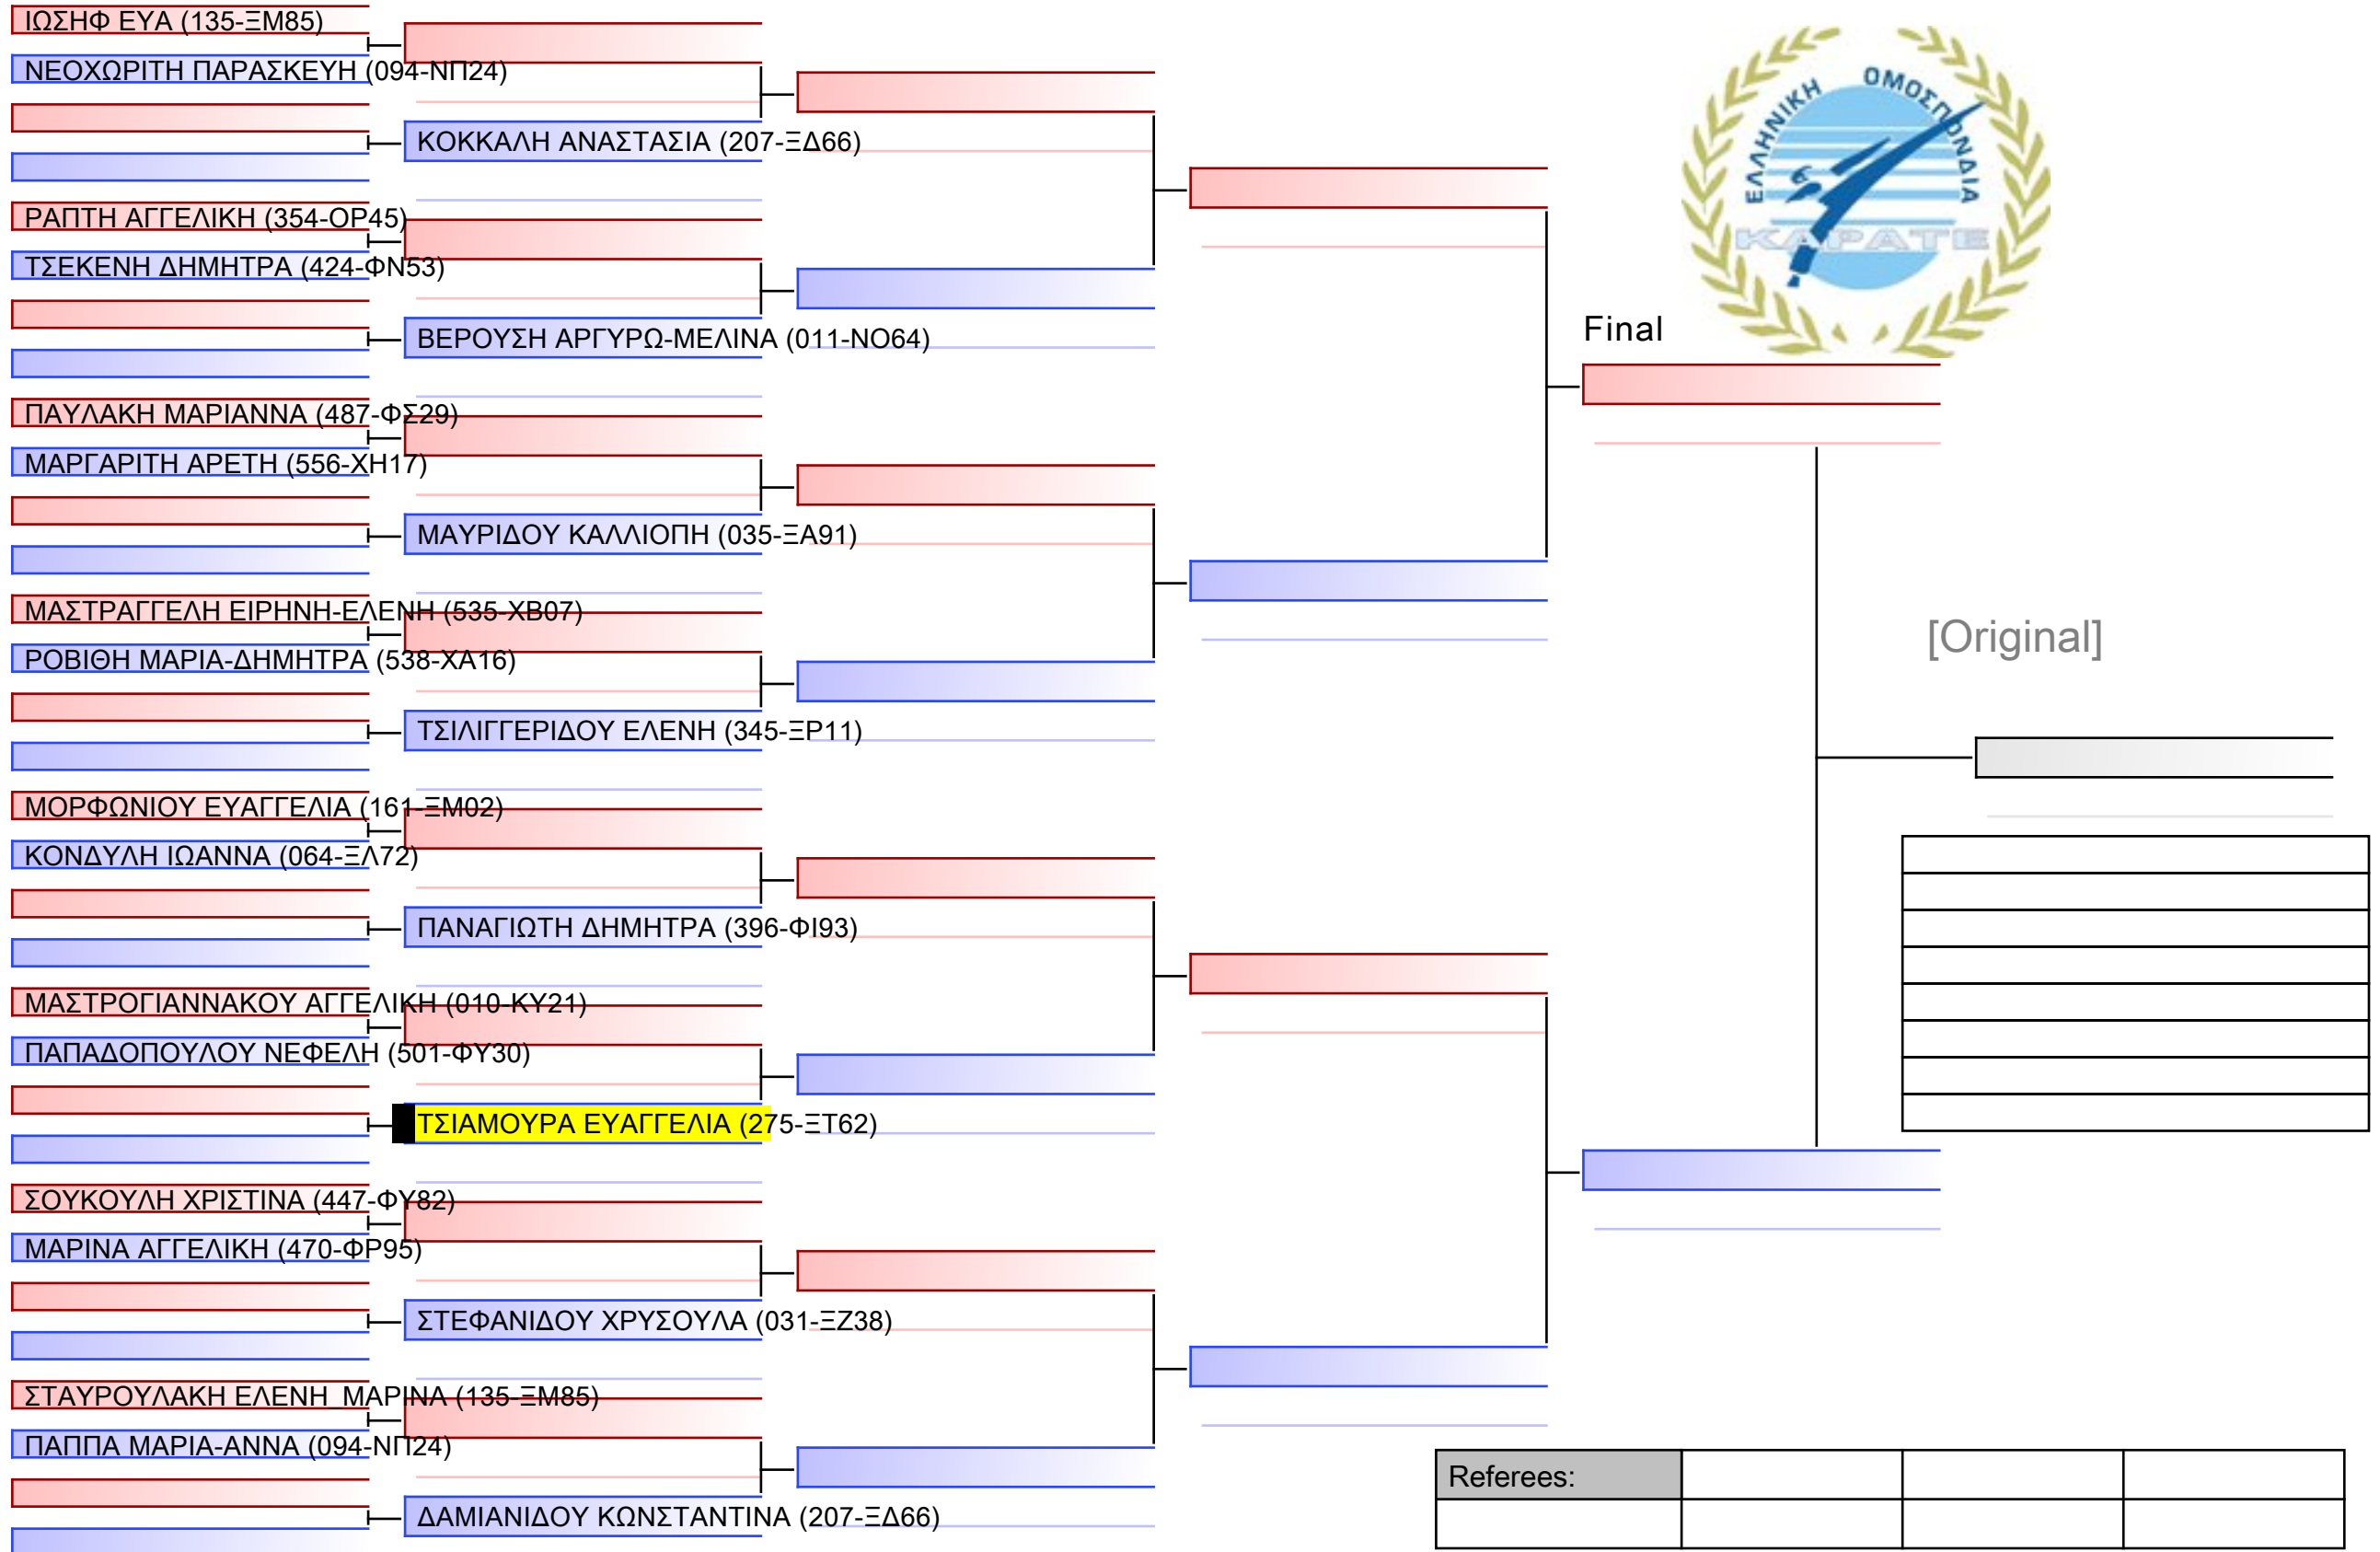 ΙΩΣΗΦ ΕΥΑ (135-ΞΜ85)
ΝΕΟΧΩΡΙΤΗ ΠΑΡΑΣΚΕΥΗ (094-ΝΠ24)
ΚΟΚΚΑΛΗ ΑΝΑΣΤΑΣΙΑ (207-ΞΔ66)
ΡΑΠΤΗ ΑΓΓΕΛΙΚΗ (354-ΟΡ45)
ΤΣΕΚΕΝΗ ΔΗΜΗΤΡΑ (424-ΦΝ53)
ΒΕΡΟΥΣΗ ΑΡΓΥΡΩ-ΜΕΛΙΝΑ (011-ΝΟ64)
ΠΑΥΛΑΚΗ ΜΑΡΙΑΝΝΑ (487-ΦΣ29)
ΜΑΡΓΑΡΙΤΗ ΑΡΕΤΗ (556-ΧΗ17)
ΜΑΥΡΙΔΟΥ ΚΑΛΛΙΟΠΗ (035-ΞΑ91)
ΜΑΣΤΡΑΓΓΕΛΗ ΕΙΡΗΝΗ-ΕΛΕΝΗ (535-ΧΒ07)
ΡΟΒΙΘΗ ΜΑΡΙΑ-ΔΗΜΗΤΡΑ (538-ΧΑ16)
ΤΣΙΛΙΓΓΕΡΙΔΟΥ ΕΛΕΝΗ (345-ΞΡ11)
ΜΟΡΦΩΝΙΟΥ ΕΥΑΓΓΕΛΙΑ (161-ΞΜ02)
ΚΟΝΔΥΛΗ ΙΩΑΝΝΑ (064-ΞΛ72)
ΠΑΝΑΓΙΩΤΗ ΔΗΜΗΤΡΑ (396-ΦΙ93)
ΜΑΣΤΡΟΓΙΑΝΝΑΚΟΥ ΑΓΓΕΛΙΚΗ (010-ΚΥ21)
ΠΑΠΑΔΟΠΟΥΛΟΥ ΝΕΦΕΛΗ (501-ΦΥ30)
ΤΣΙΑΜΟΥΡΑ ΕΥΑΓΓΕΛΙΑ (275-ΞΤ62)
ΣΟΥΚΟΥΛΗ ΧΡΙΣΤΙΝΑ (447-ΦΥ82)
ΜΑΡΙΝΑ ΑΓΓΕΛΙΚΗ (470-ΦΡ95)
ΣΤΕΦΑΝΙΔΟΥ ΧΡΥΣΟΥΛΑ (031-ΞΖ38)
ΣΤΑΥΡΟΥΛΑΚΗ ΕΛΕΝΗ_ΜΑΡΙΝΑ (135-ΞΜ85)
ΠΑΠΠΑ ΜΑΡΙΑ-ΑΝΝΑ (094-ΝΠ24)
ΔΑΜΙΑΝΙΔΟΥ ΚΩΝΣΤΑΝΤΙΝΑ (207-ΞΔ66)
ΕΛΛΗΝΙΚΗ ΟΜΟΣΠΟΝΔΙΑ
ΚΑΡΑΤΕ
Final
[Original]
Referees: